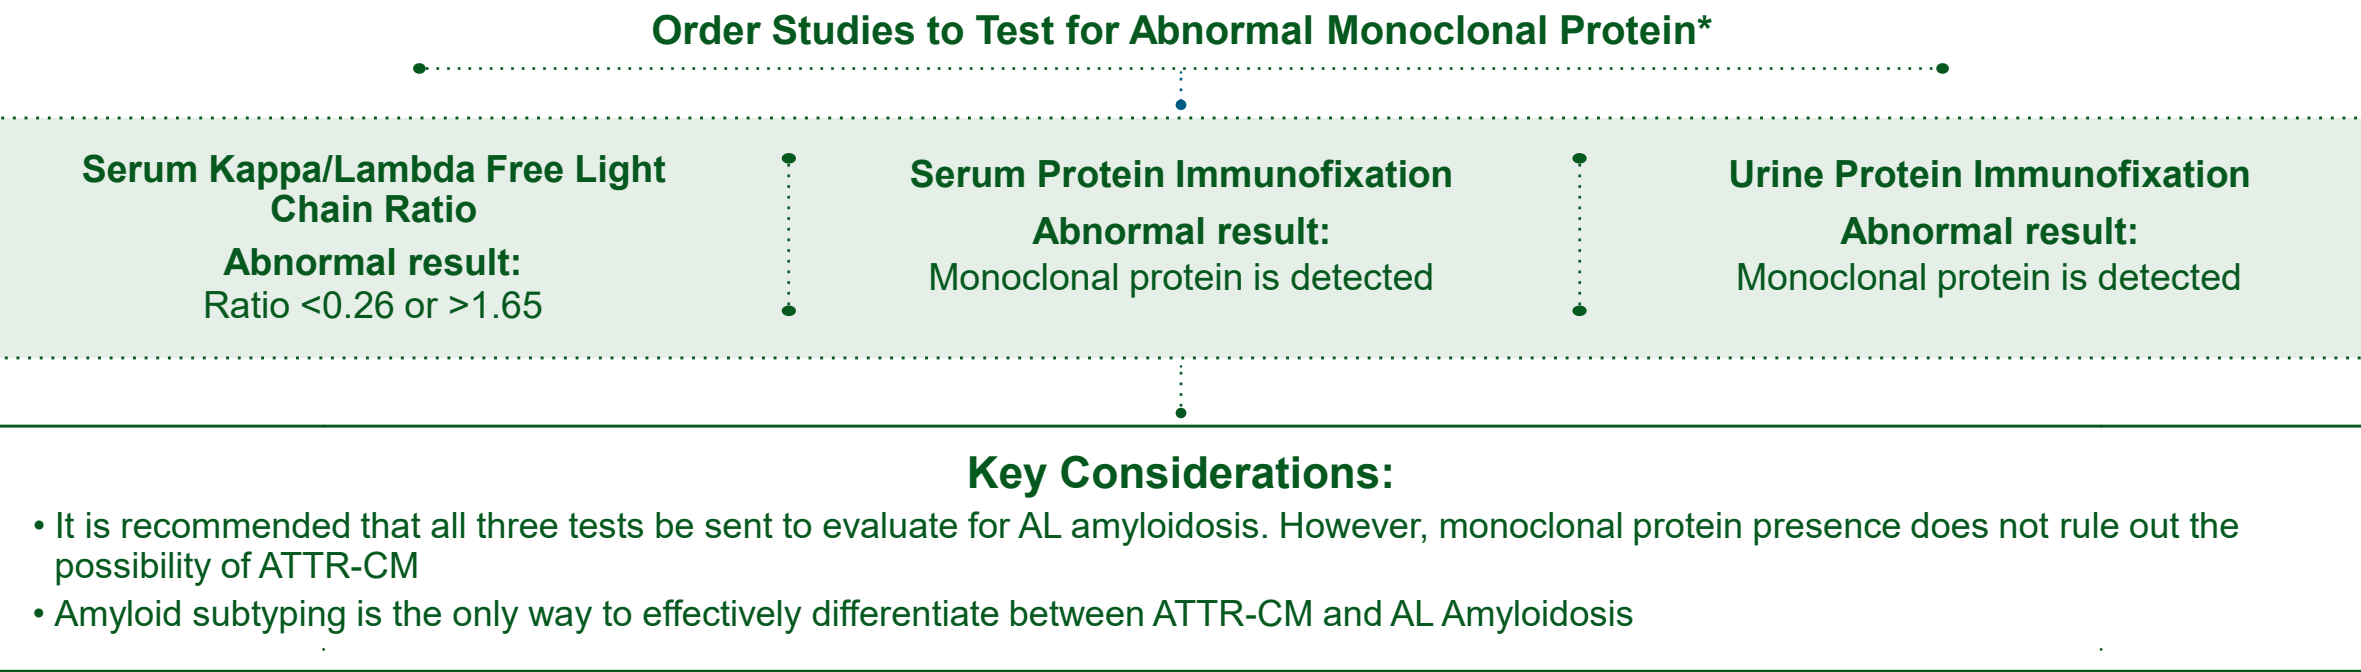 Order Studies to Test for Abnormal Monoclonal Protein*
Serum Kappa/Lambda Free Light
Chain Ratio
Abnormal result:
Ratio <0.26 or >1.65
Serum Protein Immunofixation
Abnormal result:
Monoclonal protein is detected
Urine Protein Immunofixation
Abnormal result:
Monoclonal protein is detected
Key Considerations:
• It is recommended that all three tests be sent to evaluate for AL amyloidosis. However, monoclonal protein presence does not rule out the
possibility of ATTR-CM
• Amyloid subtyping is the only way to effectively differentiate between ATTR-CM and AL Amyloidosis